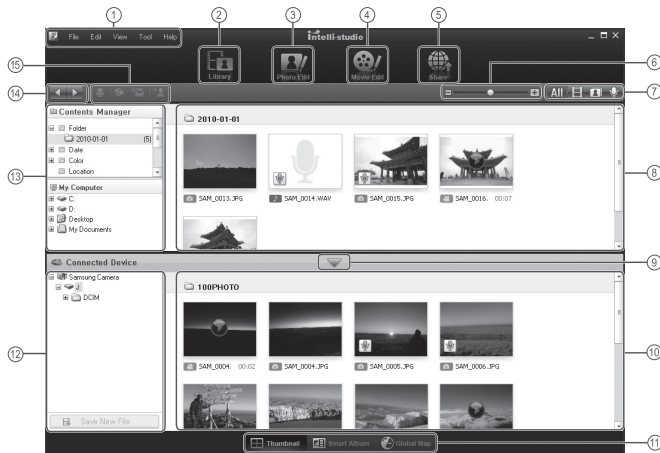 1
2
3
4
5
File Edit View Tool Help
intelli-studio
Library
Photo Edit
Movie Edit
Share
6
15
14
7
All
Contents Manager
Folder
2010-01-01 (5)
Date
Color
Location
2010-01-01
SAM_0013.JPG
SAM_0014.WAV
SAM_0015.JPG
SAM_0016. 00:07
13
8
My Computer
C:
D:
Desktop
My Documents
Connected Device
9
Samsung Camera
J:
DCIM
100PHOTO
SAM_0004. 00:02
SAM_0004.JPG
SAM_0005.JPG
SAM_0006.JPG
12
10
Save New File
Thumbnail
Smart Album
Global Map
11